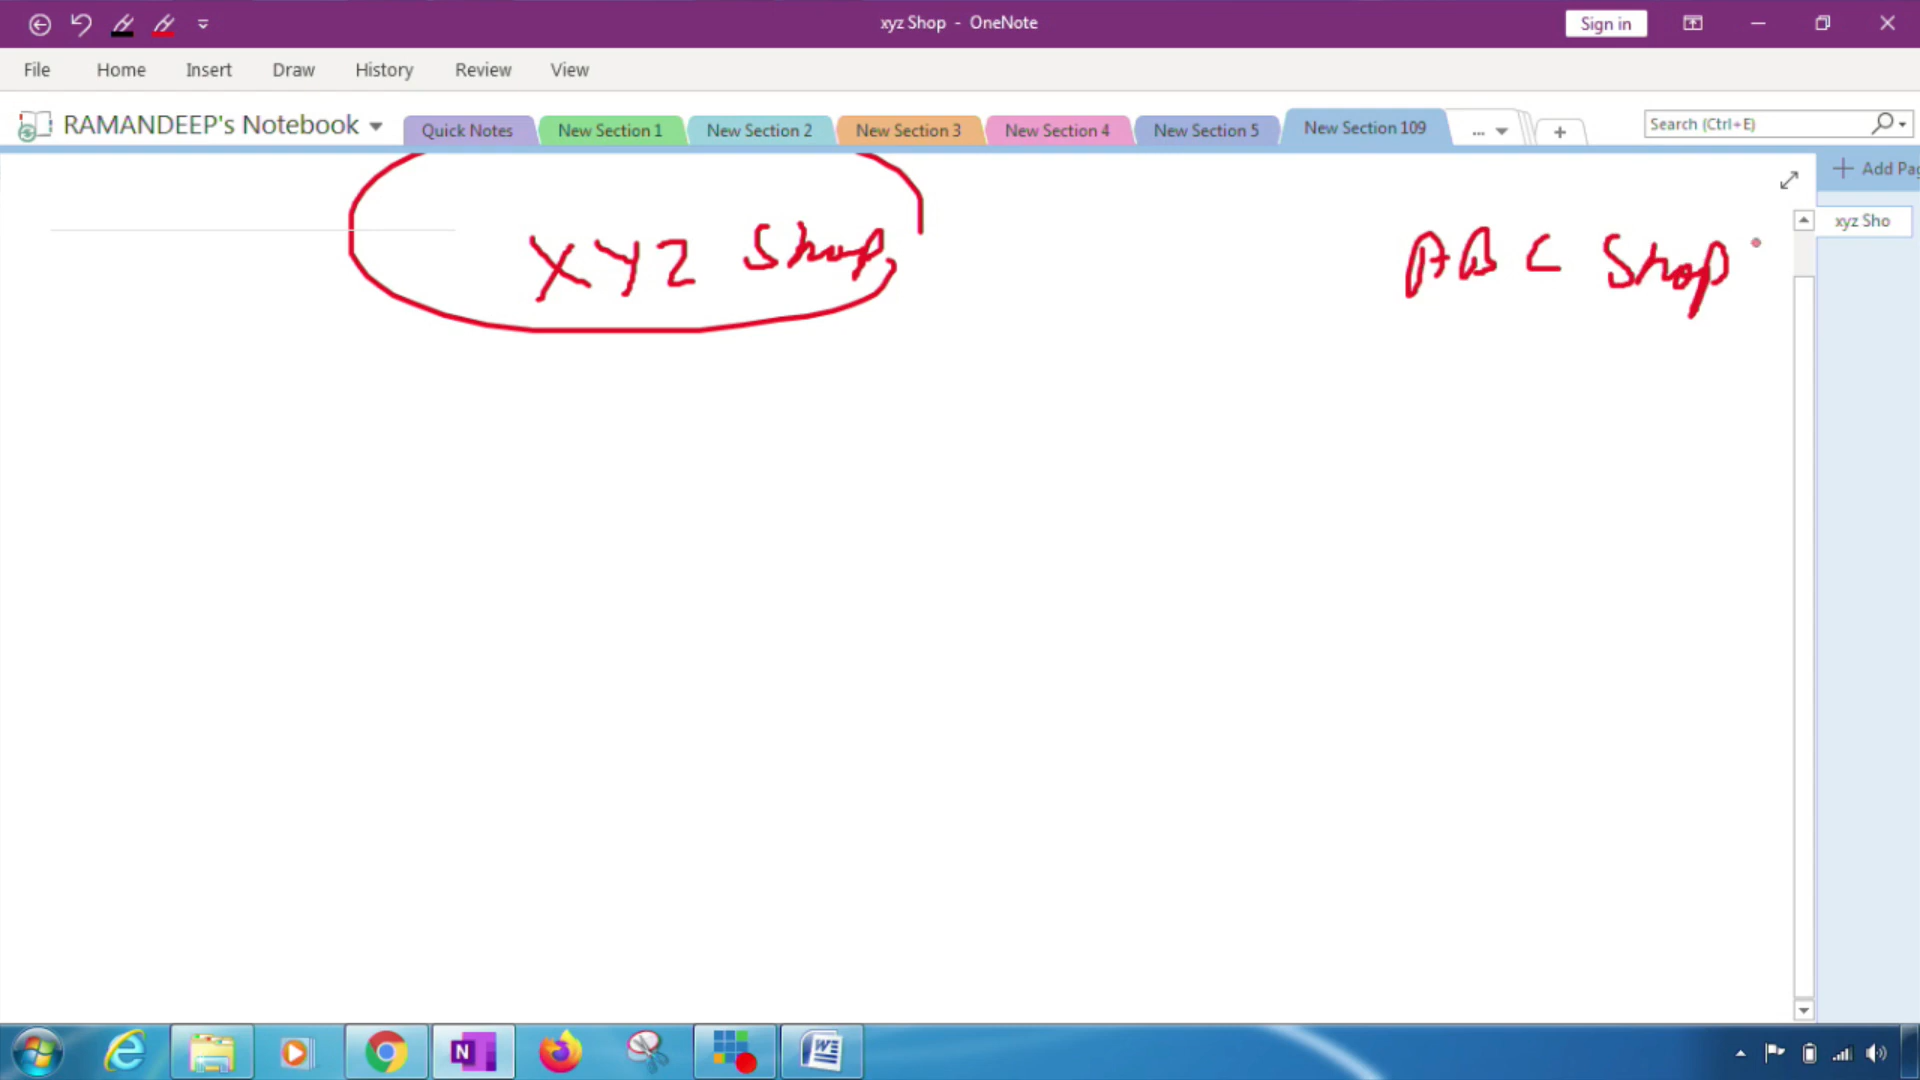 xyz Shop - OneNote
Sign in
File Home Insert Draw History Review View
RAMANDEEP's Notebook
Quick Notes New Section 1 New Section 2 New Section 3 New Section 4 New Section 5 New Section 109 ...
Search (Ctrl+E)
Add Pag
xyz Sho
XYZ Shop,
ABC Shop